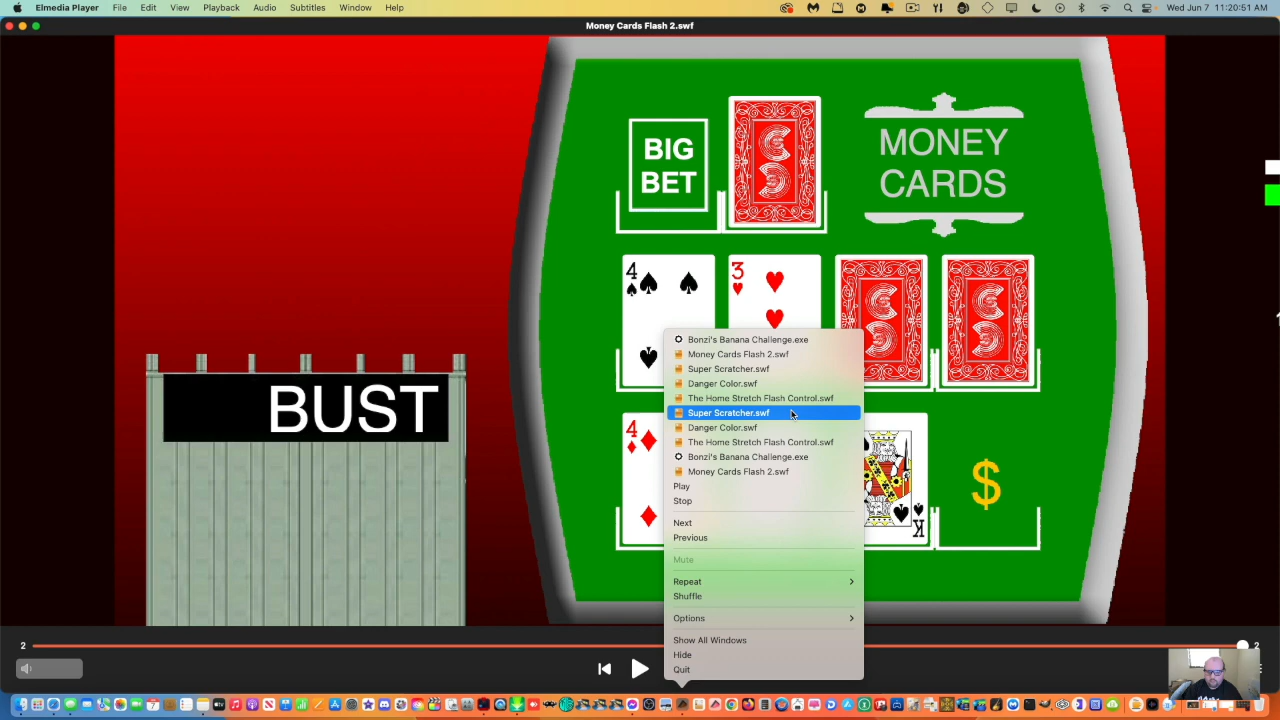 Elmedia Player File Edit View Playback Audio Subtitles Window Help
Wed Jun 7 11:20:51 AM
Money Cards Flash 2.swf
BIG
BET
MONEY
CARDS
4
3
BUST
4
K
$
Bonzi's Banana Challenge.exe
Money Cards Flash 2.swf
Super Scratcher.swf
Danger Color.swf
The Home Stretch Flash Control.swf
Super Scratcher.swf
Danger Color.swf
The Home Stretch Flash Control.swf
Bonzi's Banana Challenge.exe
Money Cards Flash 2.swf
Play
Stop
Next
Previous
Mute
Repeat
Shuffle
Options
Show All Windows
Hide
Quit
2
2